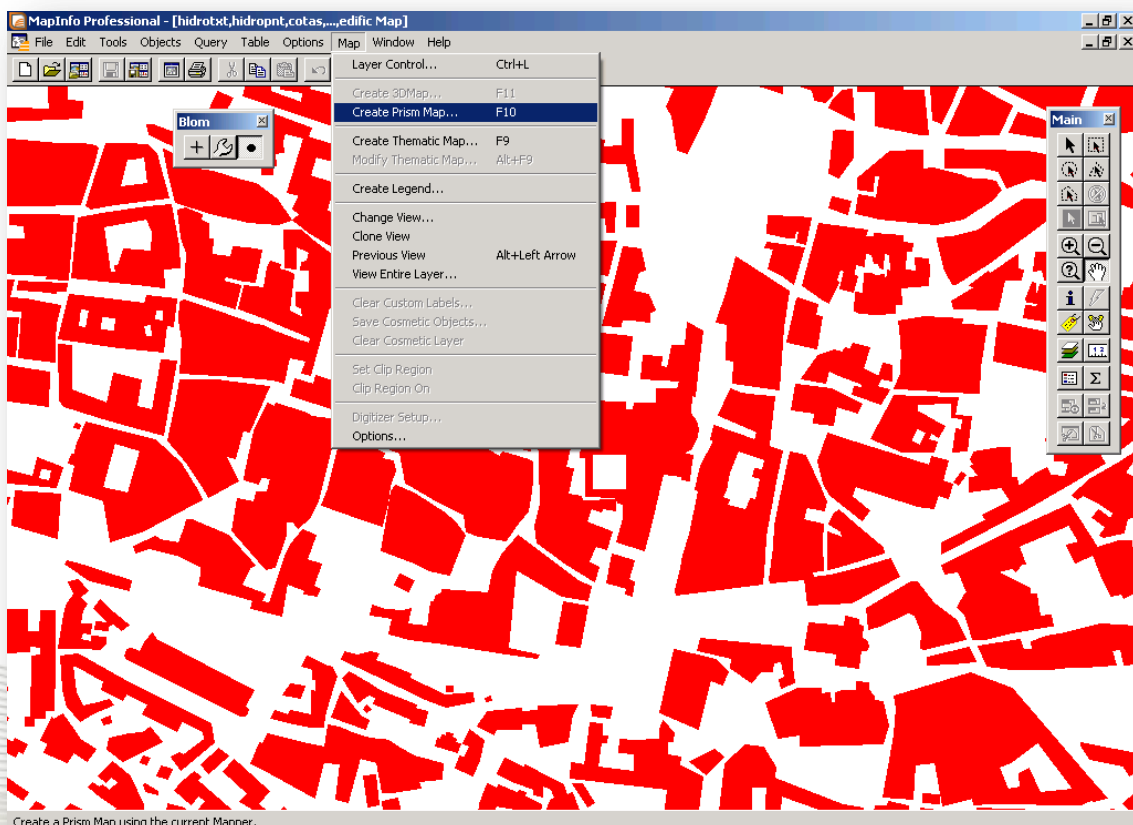 MapInfo Professional - [hidrotxt,hidropnt,cotas,...,edific Map]
File Edit Tools Objects Query Table Options Map Window Help
Layer Control... Ctrl+L
Create 3DMap... F11
Create Prism Map... F10
Create Thematic Map... F9
Modify Thematic Map... Alt+F9
Create Legend...
Change View...
Clone View
Previous View Alt+Left Arrow
View Entire Layer...
Clear Custom Labels...
Save Cosmetic Objects...
Clear Cosmetic Layer
Set Clip Region
Clip Region On
Digitizer Setup...
Options...
Blom
Main
Create a Prism Map using the current Mapper.